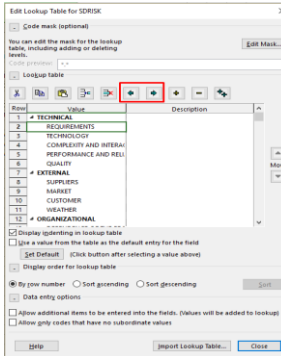 Edit Lookup Table for SDRISK
Code mask (optional)
You can edit the mask for the lookup
table, including adding or deleting
levels.
Edit Mask...
Code preview: *.*
Lookup table
Row Value Description
1 TECHNICAL
2 REQUIREMENTS
3 TECHNOLOGY
4 COMPLEXITY AND INTERAC
5 PERFORMANCE AND RELI
6 QUALITY
7 EXTERNAL
8 SUPPLIERS
9 MARKET
10 CUSTOMER
11 WEATHER
12 ORGANIZATIONAL
Display indenting in lookup table
Use a value from the table as the default entry for the field
Set Default (Click button after selecting a value above)
Display order for lookup table
By row number Sort ascending Sort descending Sort
Data entry options
Allow additional items to be entered into the fields. (Values will be added to lookup)
Allow only codes that have no subordinate values
Help Import Lookup Table... Close